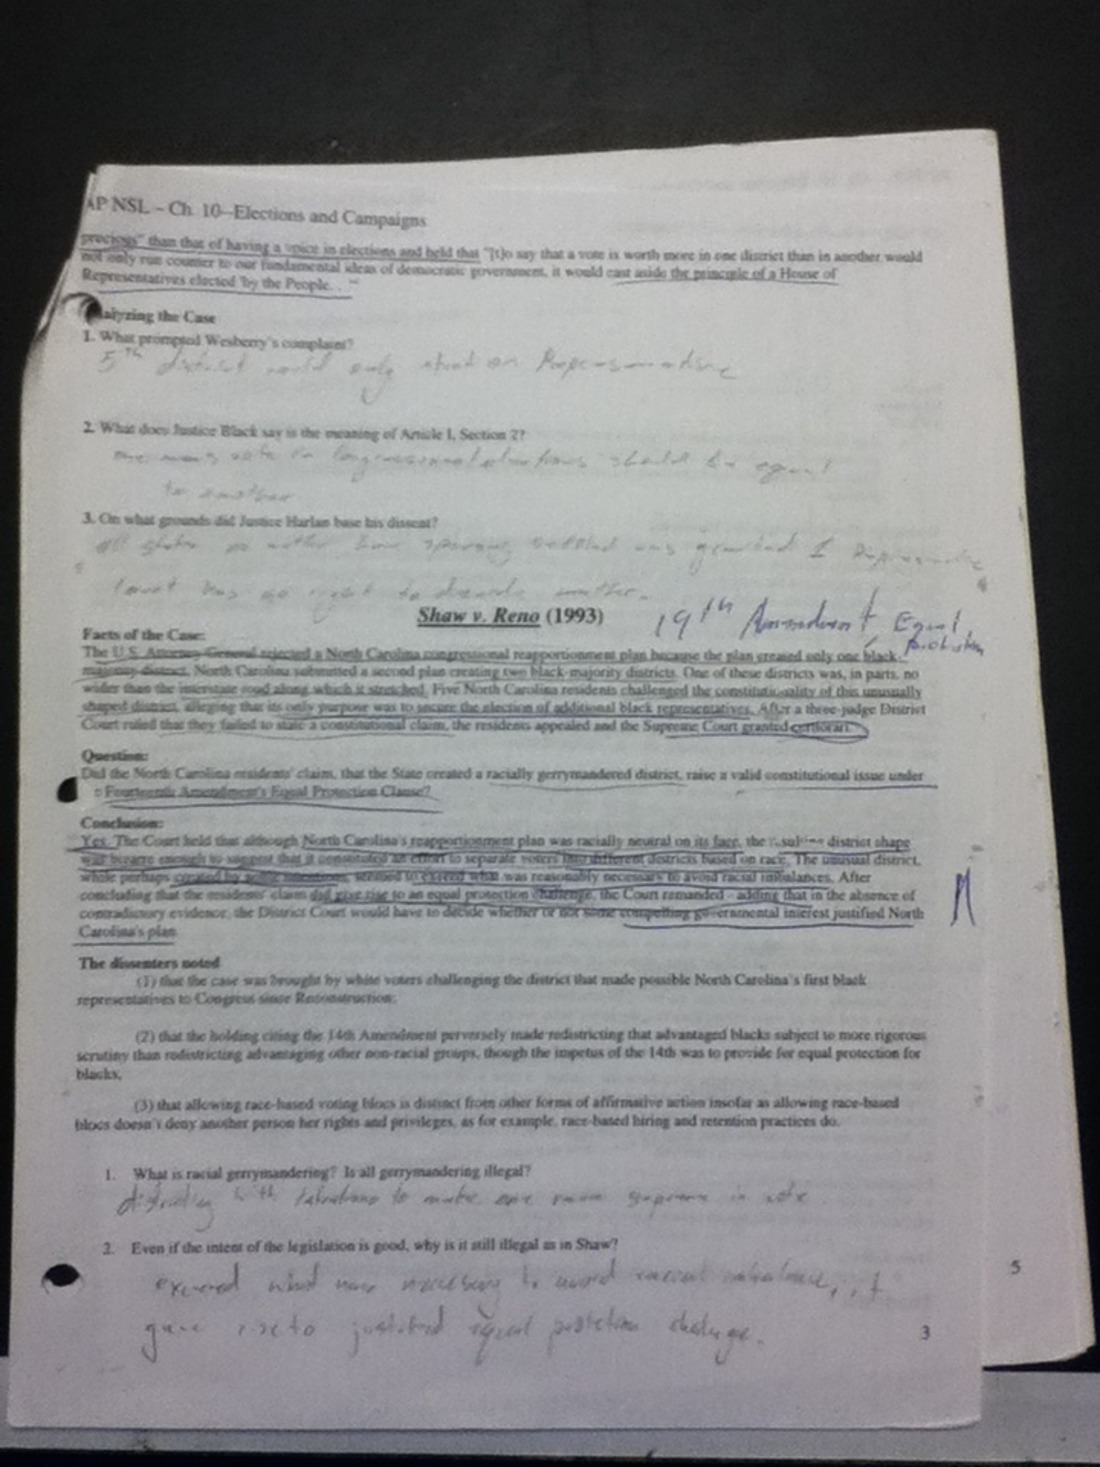 AP NSL – Ch. 10–Elections and Campaigns
precious" than that of having a voice in elections and held that "[t]o say that a vote is worth more in one district than in another would
not only run counter to our fundamental ideas of democratic government, it would cast aside the principle of a House of
Representatives elected 'by the People. . ."
alyzing the Case
1. What prompted Wesberry's complaint?
5th district could only
2. What does Justice Black say is the meaning of Article I, Section 2?
vote in congressional elections should be equal
to another
3. On what grounds did Justice Harlan base his dissent?
all states no matter how granted 1
court has no right to decide matter.
Shaw v. Reno (1993)
19th Amendment Equal
protection
Facts of the Case:
The U.S. Attorney General rejected a North Carolina congressional reapportionment plan because the plan created only one black-
majority district. North Carolina submitted a second plan creating two black-majority districts. One of these districts was, in parts, no
wider than the interstate road along which it stretched. Five North Carolina residents challenged the constitutionality of this unusually
shaped district, alleging that its only purpose was to secure the election of additional black representatives. After a three-judge District
Court ruled that they failed to state a constitutional claim, the residents appealed and the Supreme Court granted certiorari.
Question:
Did the North Carolina residents' claim, that the State created a racially gerrymandered district, raise a valid constitutional issue under
e Fourteenth Amendment's Equal Protection Clause?
Conclusion:
Yes. The Court held that although North Carolina's reapportionment plan was racially neutral on its face, the resulting district shape
was bizarre enough to suggest that it constituted an effort to separate voters into different districts based on race. The unusual district,
while perhaps created by noble intentions, seemed to exceed what was reasonably necessary to avoid racial imbalances. After
concluding that the residents' claim did give rise to an equal protection challenge, the Court remanded - adding that in the absence of
contradictory evidence, the District Court would have to decide whether or not some compelling governmental interest justified North
Carolina's plan
The dissenters noted
(1) that the case was brought by white voters challenging the district that made possible North Carolina's first black
representatives to Congress since Reconstruction;
(2) that the holding citing the 14th Amendment perversely made redistricting that advantaged blacks subject to more rigorous
scrutiny than redistricting advantaging other non-racial groups, though the impetus of the 14th was to provide for equal protection for
blacks;
(3) that allowing race-based voting blocs is distinct from other forms of affirmative action insofar as allowing race-based
blocs doesn't deny another person her rights and privileges, as for example, race-based hiring and retention practices do.
1. What is racial gerrymandering? Is all gerrymandering illegal?
with to make one in vote
2. Even if the intent of the legislation is good, why is it still illegal as in Shaw?
exceeed what was necessary to avoid racial imbalance, it
gave rise to justified equal protection challenge.
3
5